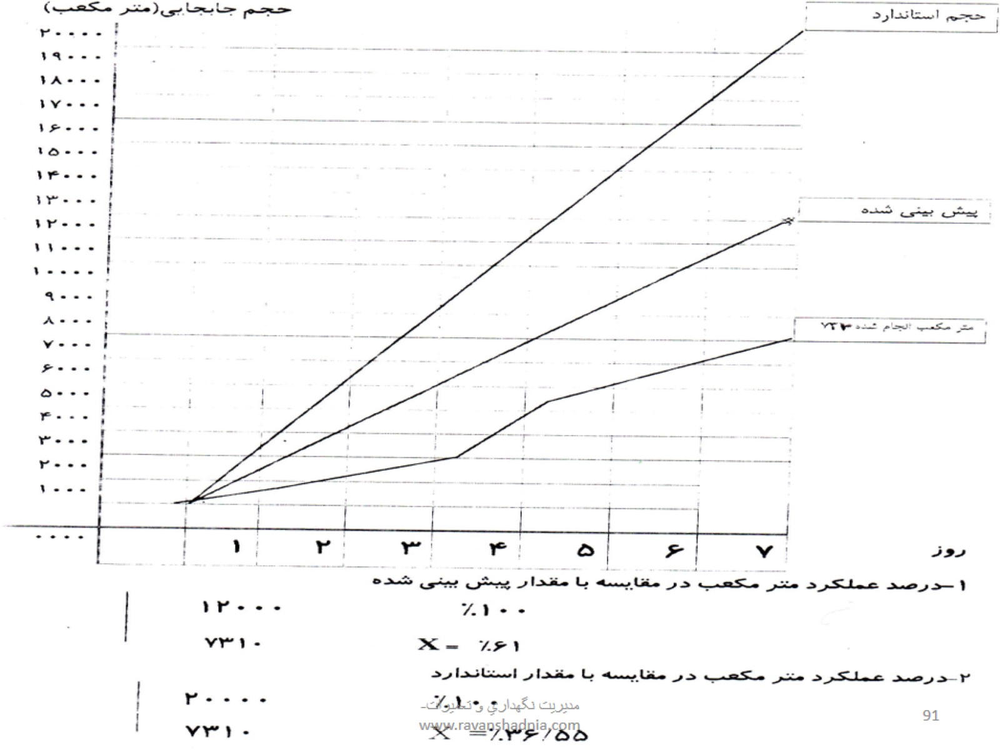 حجم جابجایی(متر مکعب)
حجم استاندارد
۲۰۰۰۰
۱۹۰۰۰
۱۸۰۰۰
۱۷۰۰۰
۱۶۰۰۰
۱۵۰۰۰
۱۴۰۰۰
۱۳۰۰۰
پیش بینی شده
۱۲۰۰۰
۱۱۰۰۰
۱۰۰۰۰
۹۰۰۰
۸۰۰۰
متر مکعب انجام شده
۷۰۰۰
۶۰۰۰
۵۰۰۰
۴۰۰۰
۳۰۰۰
۲۰۰۰
۱۰۰۰
۰۰۰۰
۱ ۲ ۳ ۴ ۵ ۶ ۷ روز
۱-درصد عملکرد متر مکعب در مقایسه با مقدار پیش بینی شده
۱۲۰۰۰ ٪۱۰۰
۷۳۱۰ X = ٪۶۱
۲-درصد عملکرد متر مکعب در مقایسه با مقدار استاندارد
۲۰۰۰۰ ٪۱۰۰
مدیریت نگهداري و تعمیرات-
www.ravanshadnia.com
91
۷۳۱۰ X =٪۳۶/۵۵